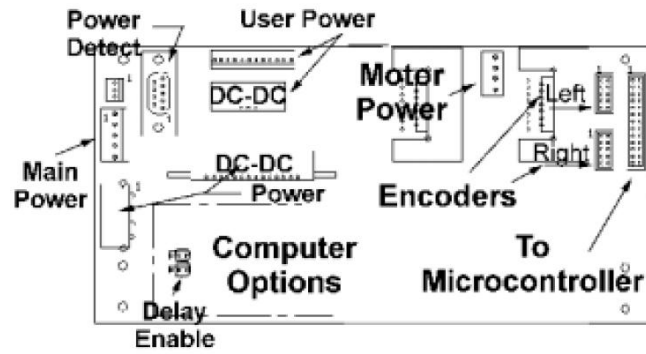 Power
Detect
User Power
DC-DC
Motor
Power
Left
Right
Main
Power
DC-DC
Power
Encoders
Computer
Options
To
Microcontroller
Delay
Enable